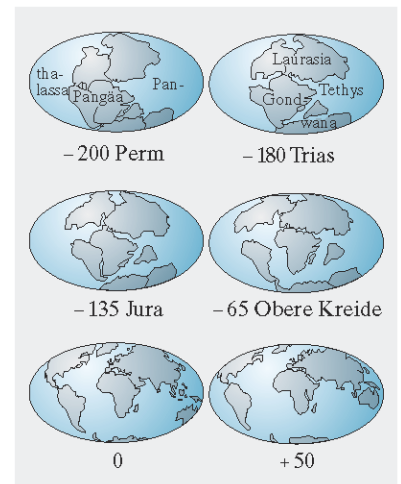 tha-
lassa Pangäa Pan-
– 200 Perm
Laurasia
Gond- Tethys
wana
– 180 Trias
– 135 Jura
– 65 Obere Kreide
0
+ 50